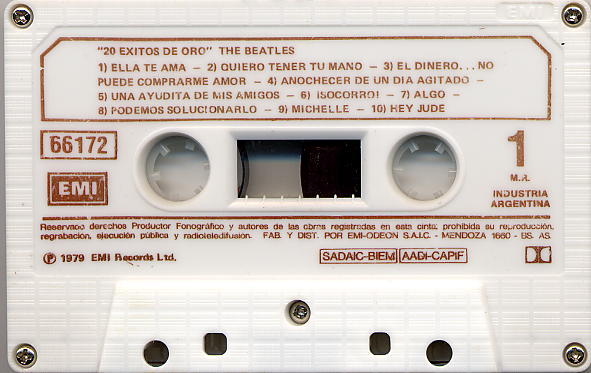 EMI
"20 EXITOS DE ORO" THE BEATLES
1) ELLA TE AMA – 2) QUIERO TENER TU MANO – 3) EL DINERO. . . NO
PUEDE COMPRARME AMOR – 4) ANOCHECER DE UN DIA AGITADO –
5) UNA AYUDITA DE MIS AMIGOS – 6) ¡SOCORRO! – 7) ALGO –
8) PODEMOS SOLUCIONARLO – 9) MICHELLE – 10) HEY JUDE
66172
1
M.R.
EMI
INDUSTRIA
ARGENTINA
Reservado derechos Productor Fonográfico y autores de las obras registradas en esta cinta; prohibida su reproducción,
regrabación, ejecución pública y radioteledifusión. FAB. Y DIST. POR EMI-ODEON S.A.I.C. - MENDOZA 1660 - BS. AS.
Ⓟ 1979 EMI Records Ltd.
SADAIC-BIEM AADI-CAPIF